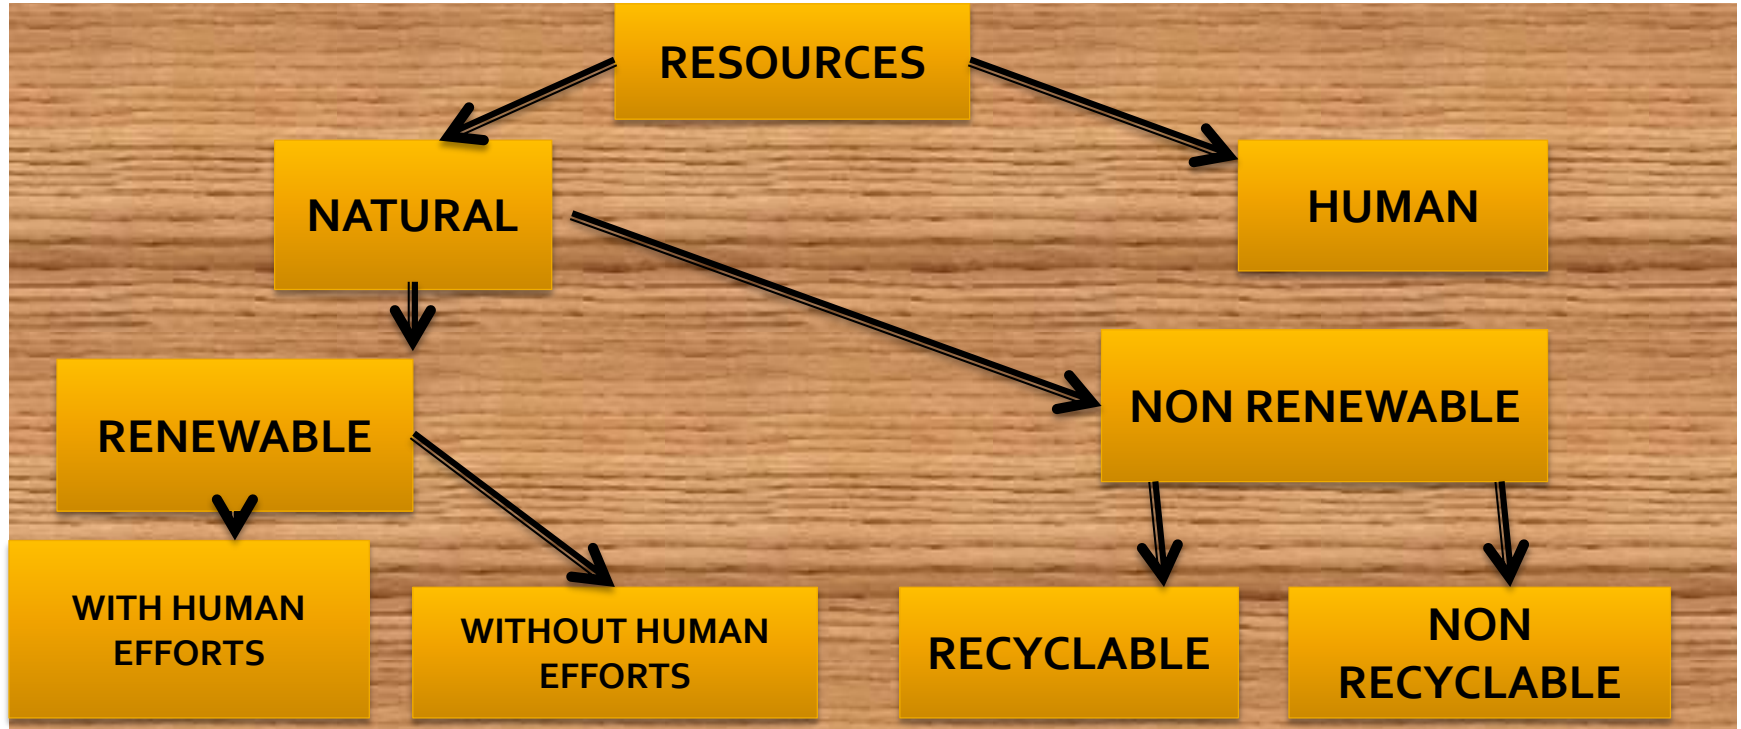 RESOURCES
NATURAL
HUMAN
RENEWABLE
NON RENEWABLE
WITH HUMAN
EFFORTS
WITHOUT HUMAN
EFFORTS
RECYCLABLE
NON
RECYCLABLE